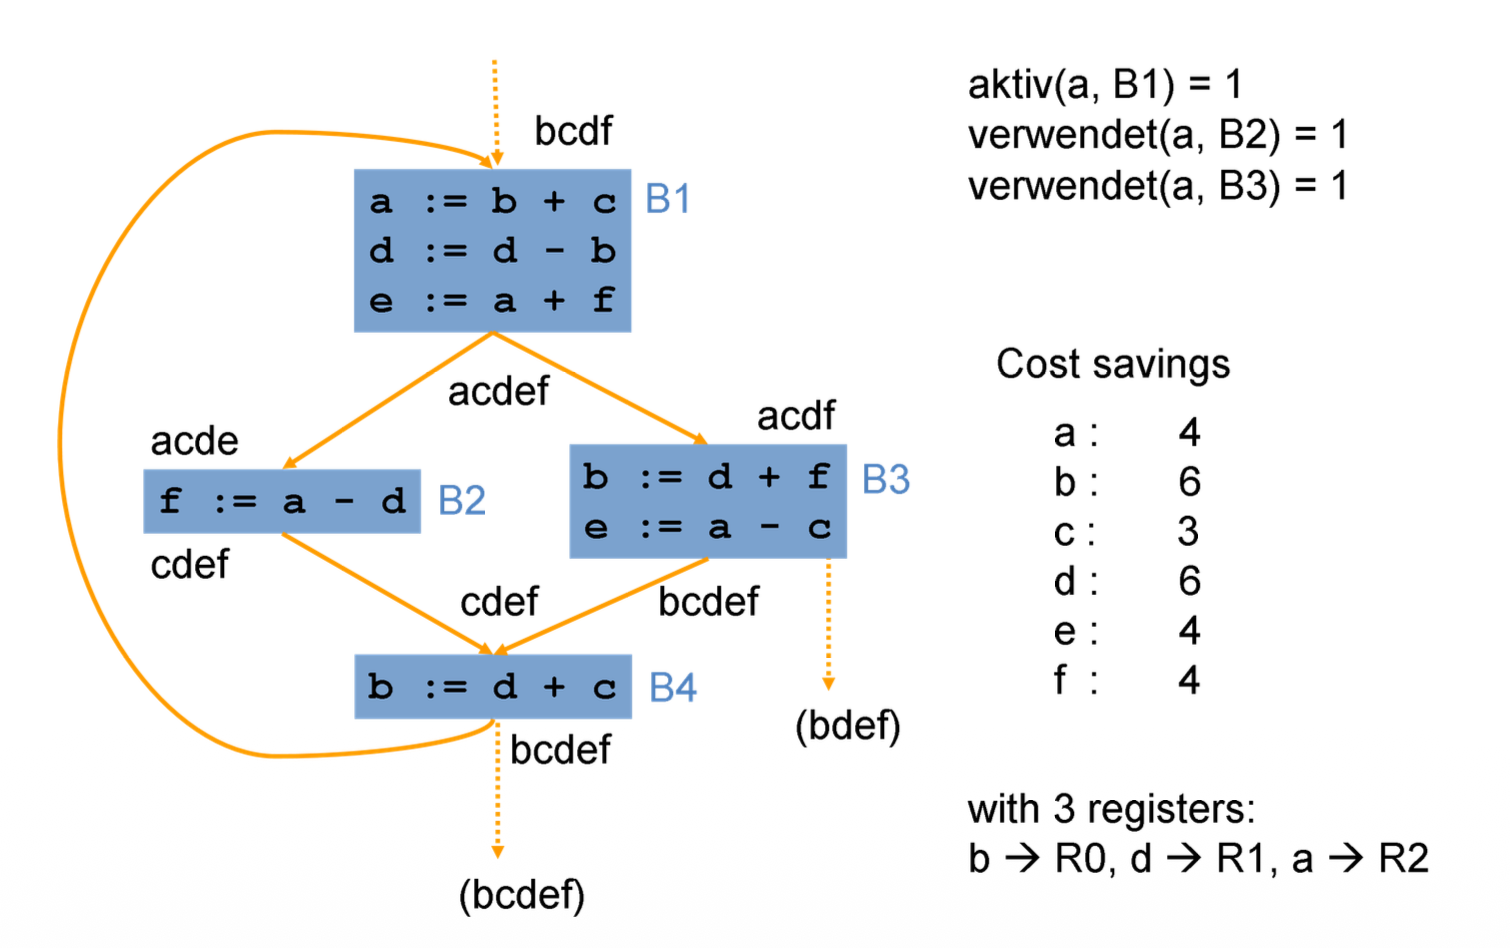 bcdf
a := b + c
d := d - b
e := a + f
B1
acdef
acde
f := a - d
B2
cdef
acdf
b := d + f
e := a - c
B3
cdef
bcdef
b := d + c
B4
bcdef
(bdef)
(bcdef)
aktiv(a, B1) = 1
verwendet(a, B2) = 1
verwendet(a, B3) = 1
Cost savings
a : 4
b : 6
c : 3
d : 6
e : 4
f : 4
with 3 registers:
b → R0, d → R1, a → R2